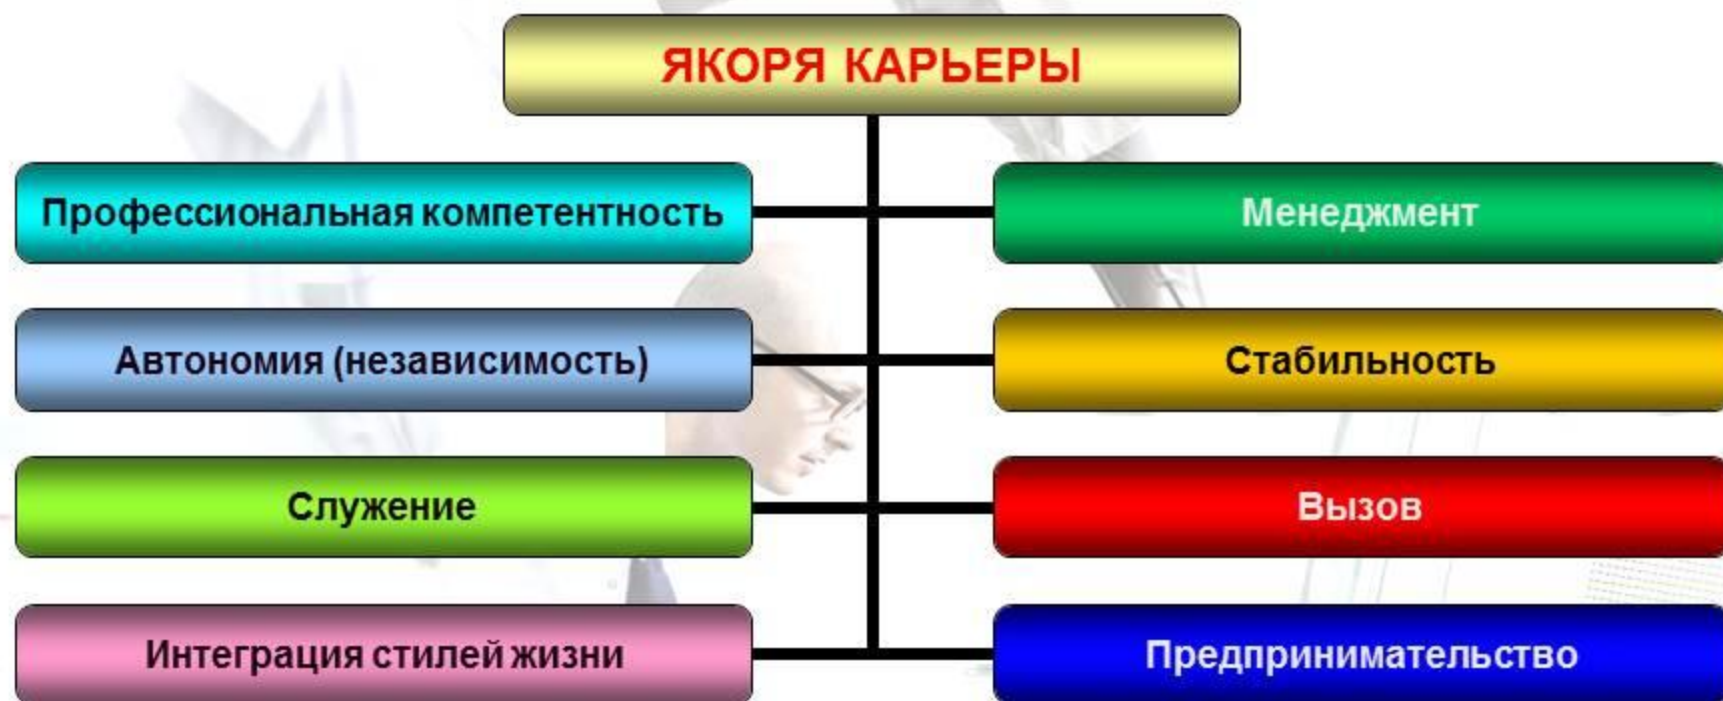 ЯКОРЯ КАРЬЕРЫ
Профессиональная компетентность
Менеджмент
Автономия (независимость)
Стабильность
Служение
Вызов
Интеграция стилей жизни
Предпринимательство